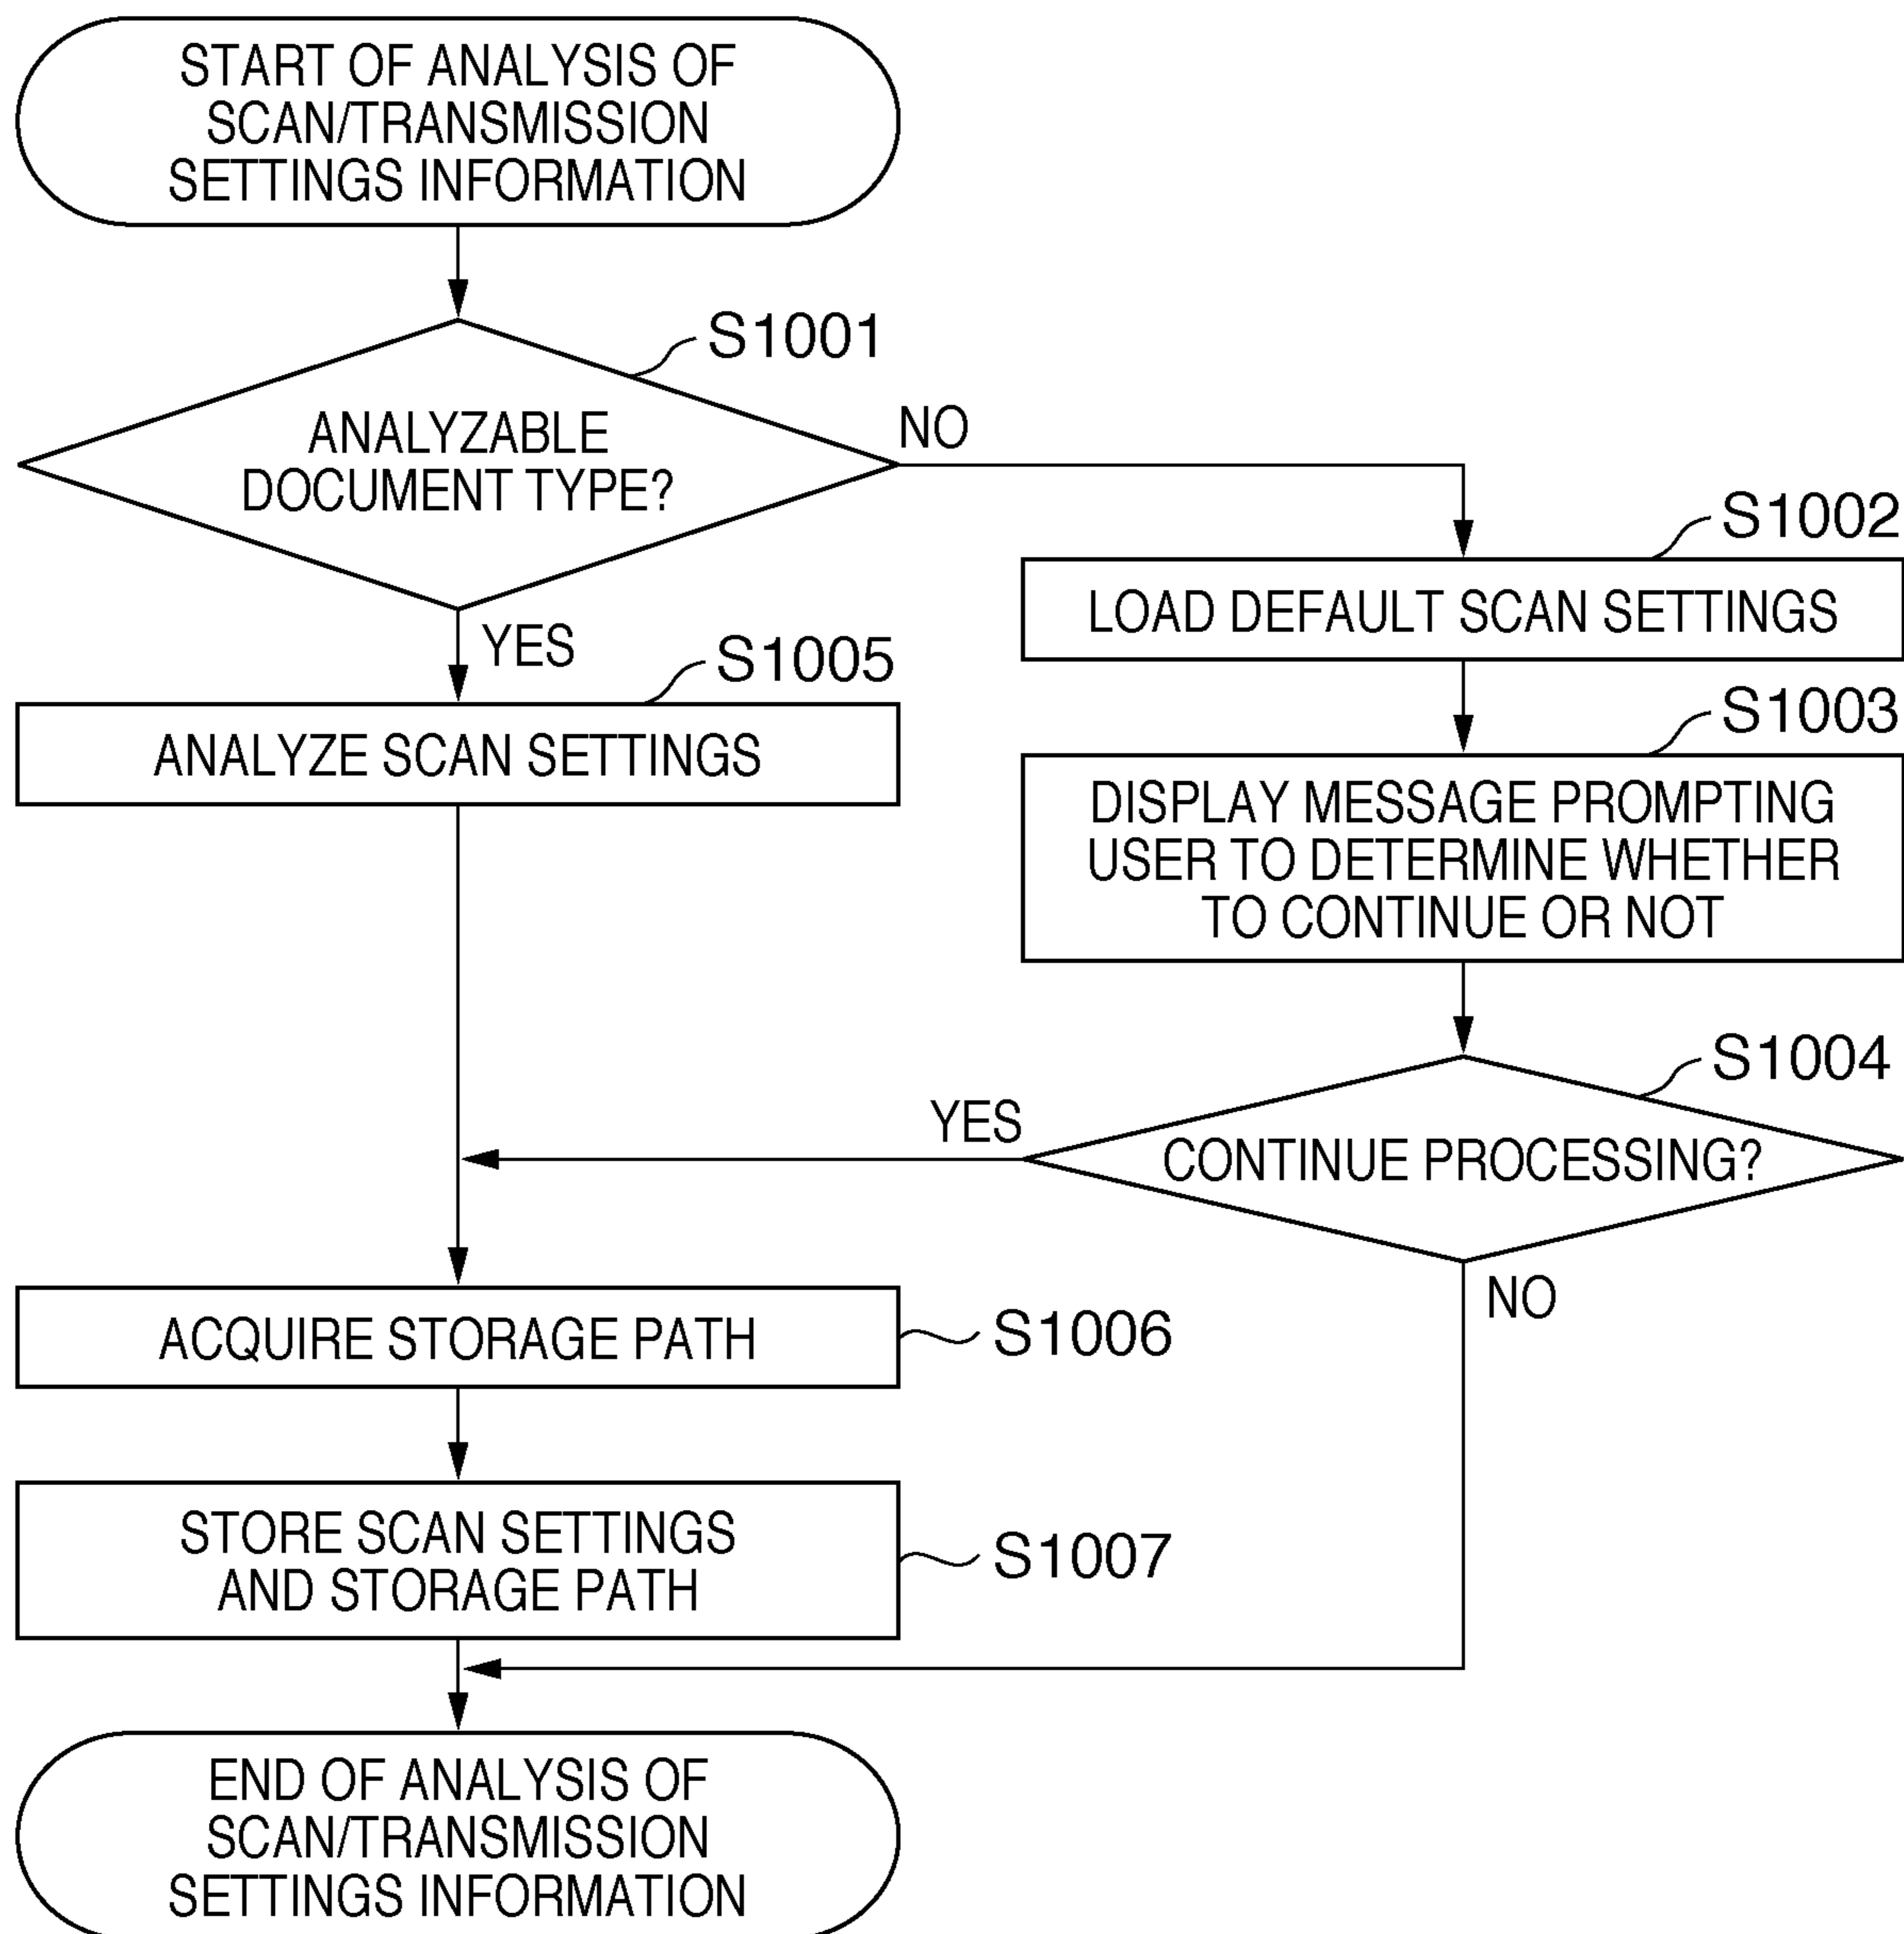 START OF ANALYSIS OF
SCAN/TRANSMISSION
SETTINGS INFORMATION
S1001
ANALYZABLE
DOCUMENT TYPE?
NO
YES
S1002
LOAD DEFAULT SCAN SETTINGS
S1003
DISPLAY MESSAGE PROMPTING
USER TO DETERMINE WHETHER
TO CONTINUE OR NOT
S1004
CONTINUE PROCESSING?
YES
NO
S1005
ANALYZE SCAN SETTINGS
ACQUIRE STORAGE PATH
S1006
STORE SCAN SETTINGS
AND STORAGE PATH
S1007
END OF ANALYSIS OF
SCAN/TRANSMISSION
SETTINGS INFORMATION